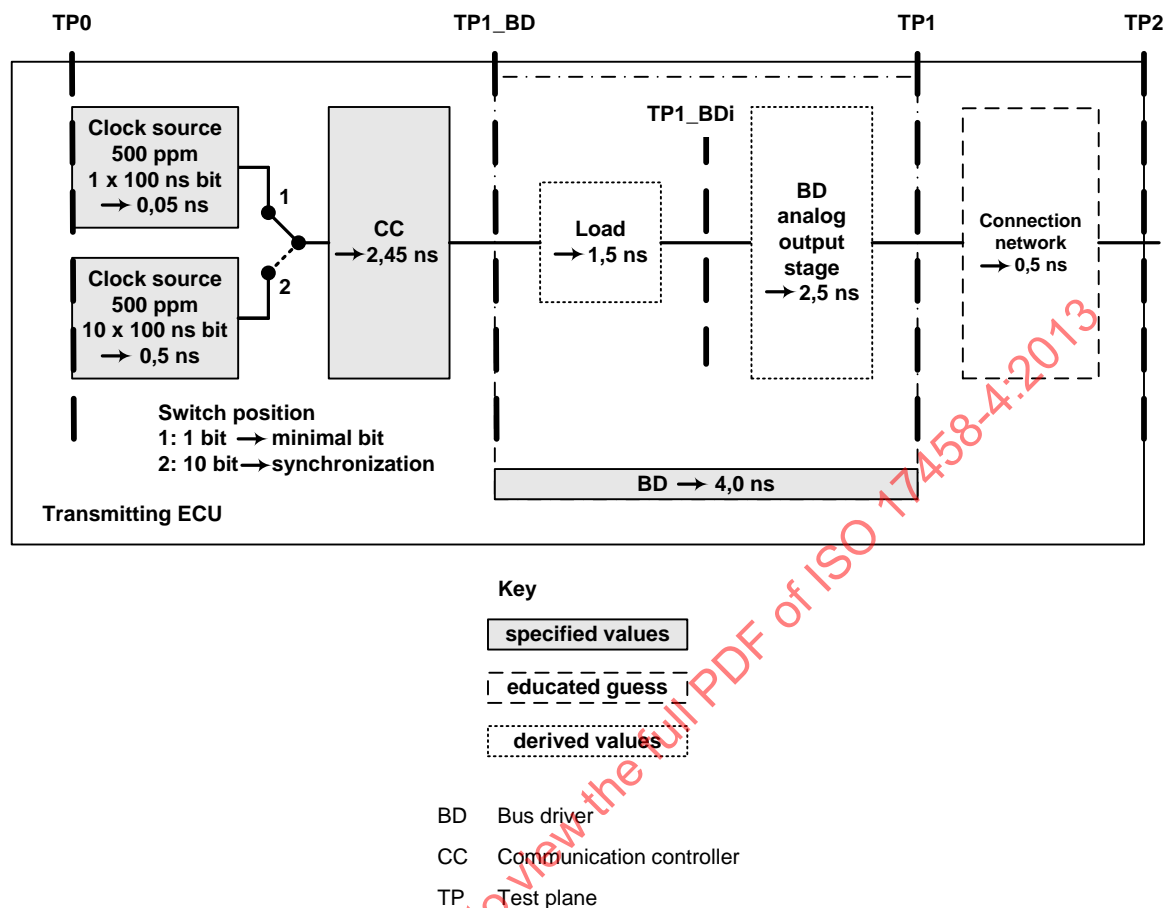 TP0
TP1_BD
TP1
TP2
Clock source
500 ppm
1 x 100 ns bit
→ 0,05 ns
1
Clock source
500 ppm
10 x 100 ns bit
→ 0,5 ns
2
CC
→ 2,45 ns
Load
→ 1,5 ns
TP1_BDi
BD
analog
output
stage
→ 2,5 ns
Connection
network
→ 0,5 ns
Switch position
1: 1 bit → minimal bit
2: 10 bit → synchronization
BD → 4,0 ns
Transmitting ECU
Key
specified values
educated guess
derived values
BD Bus driver
CC Communication controller
TP Test plane
to view the full PDF of ISO 17458-4:2013